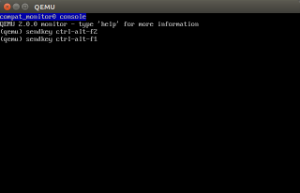 QEMU
compat_monitor0 console
QEMU 2.0.0 monitor - type 'help' for more information
(qemu) sendkey ctrl-alt-f2
(qemu) sendkey ctrl-alt-f1